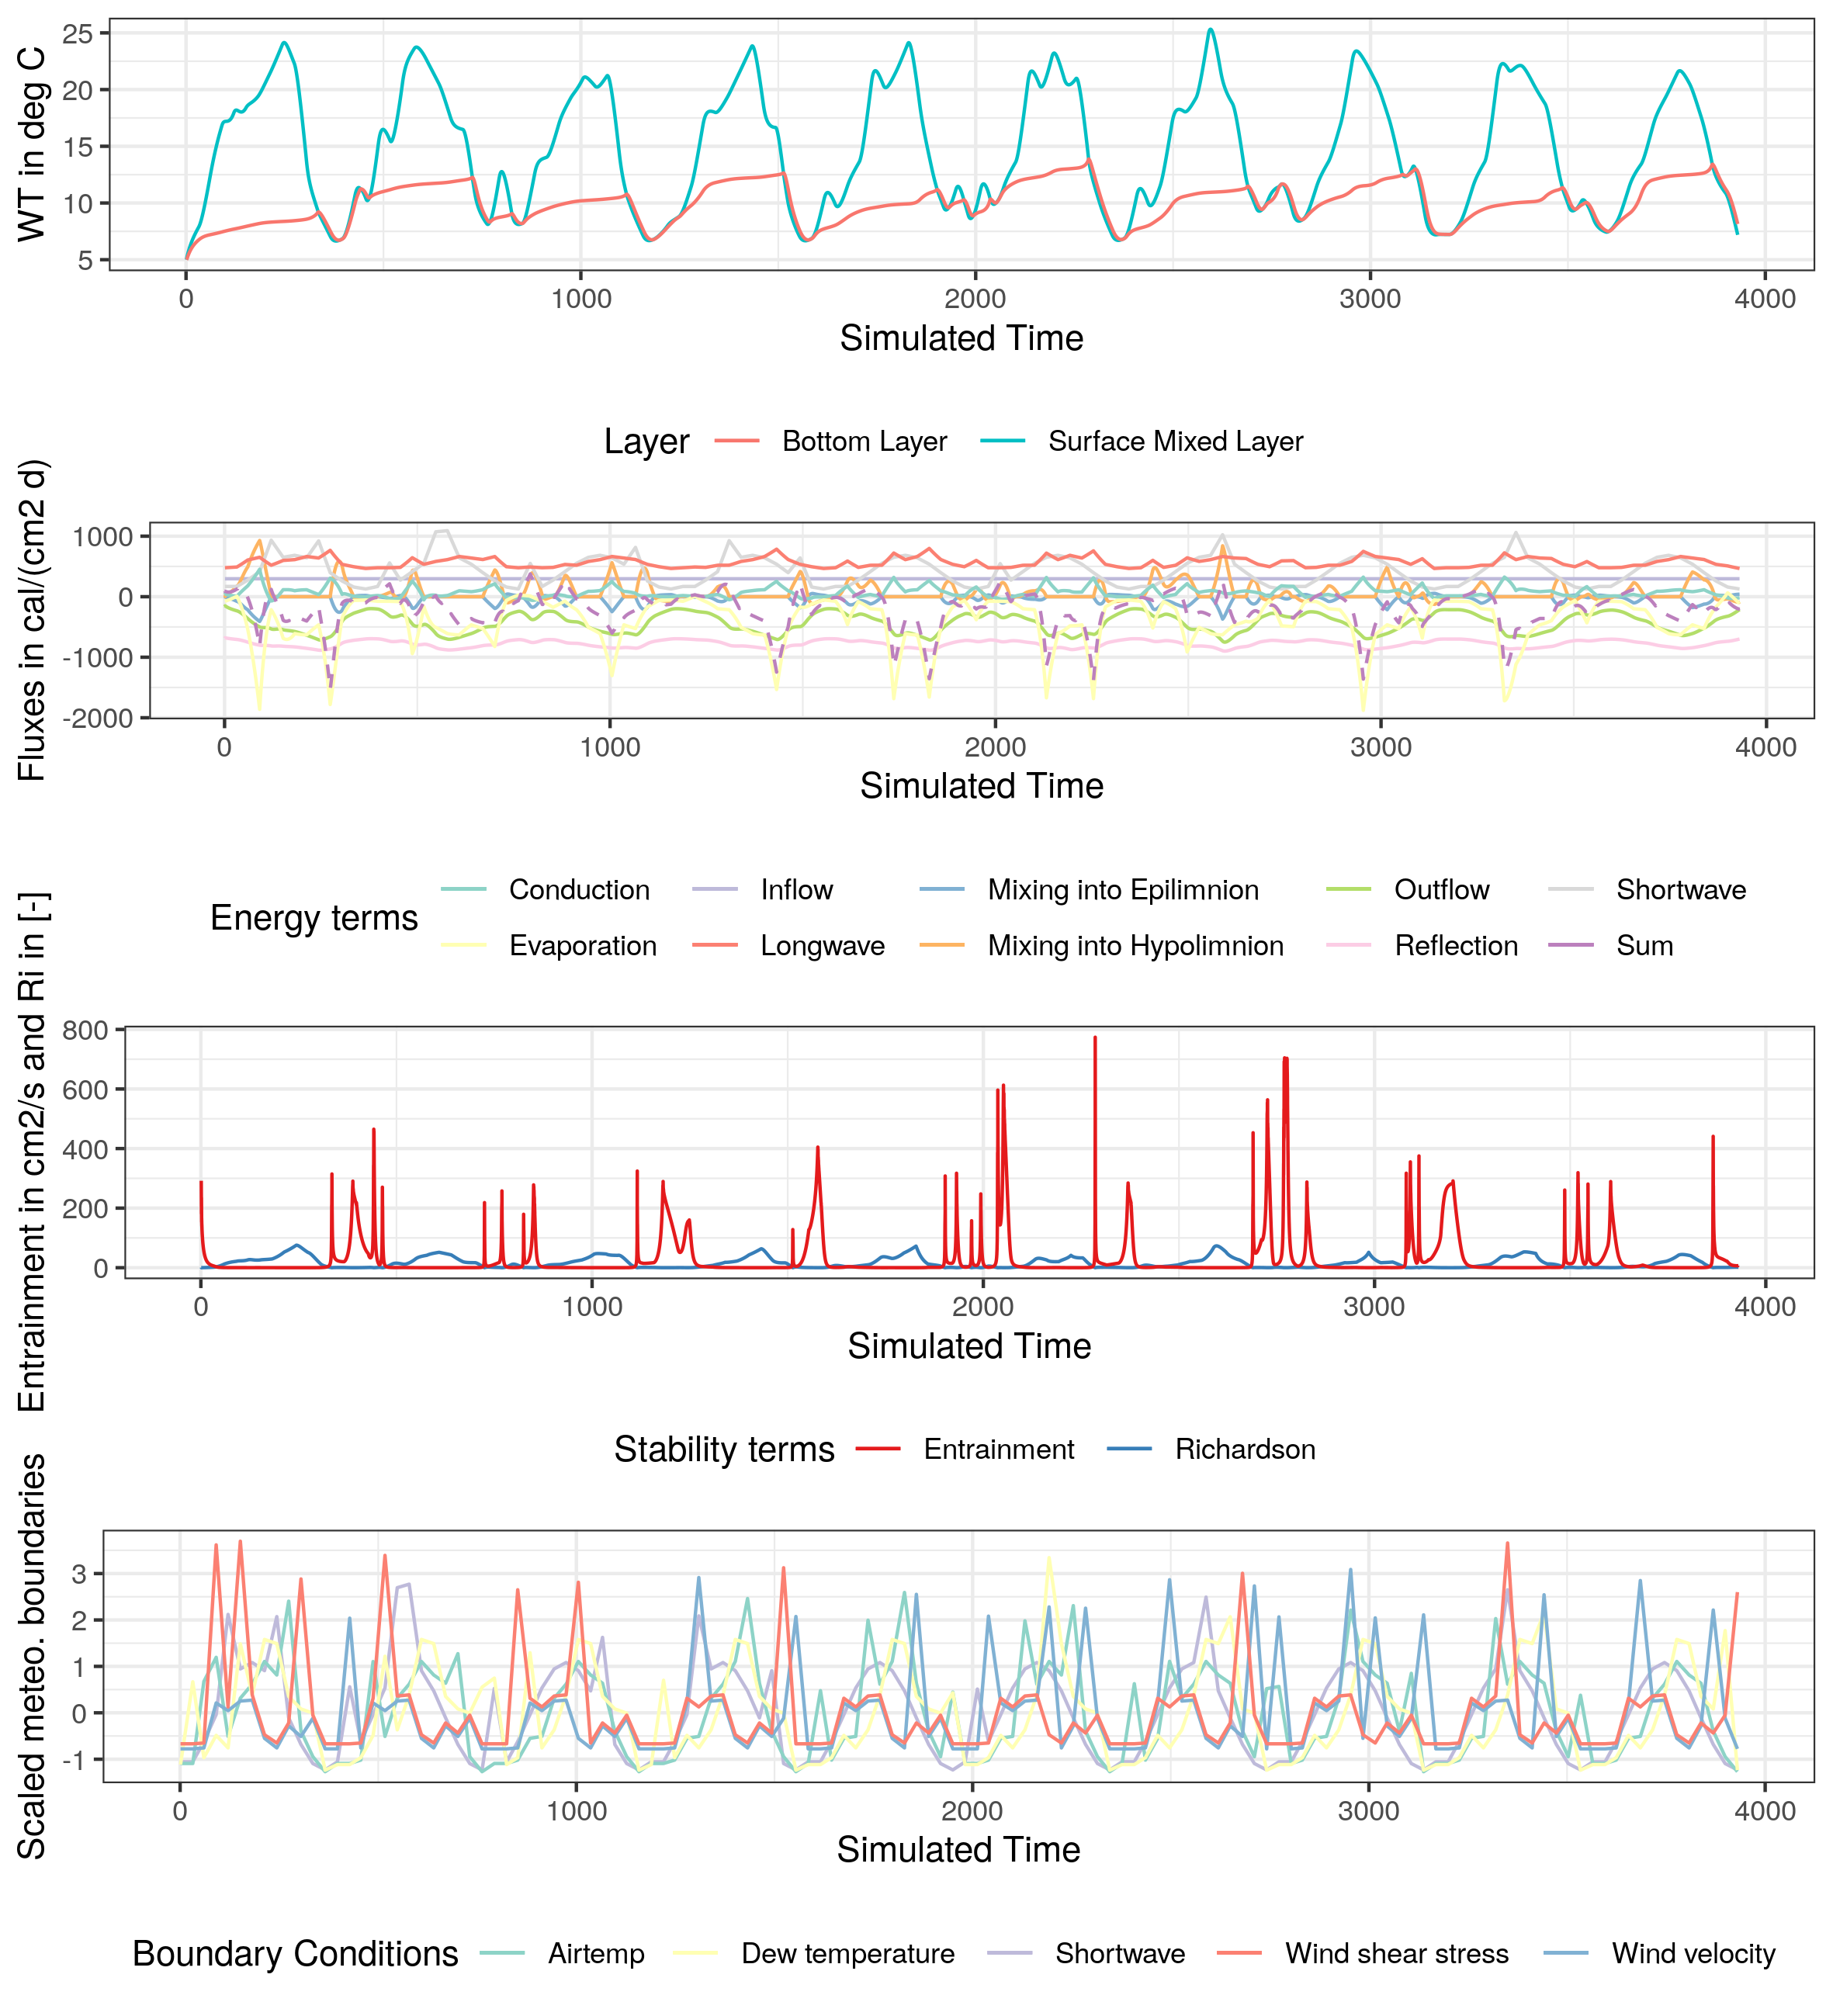 WT in deg C
25
20
15
10
5
0 1000 2000 3000 4000
Simulated Time
Layer Bottom Layer Surface Mixed Layer
Fluxes in cal/(cm2 d)
1000
0
-1000
-2000
0 1000 2000 3000 4000
Simulated Time
Energy terms
Conduction Inflow Mixing into Epilimnion Outflow Shortwave
Evaporation Longwave Mixing into Hypolimnion Reflection Sum
Entrainment in cm2/s and Ri in [-]
800
600
400
200
0
0 1000 2000 3000 4000
Simulated Time
Stability terms Entrainment Richardson
Scaled meteo. boundaries
3
2
1
0
-1
0 1000 2000 3000 4000
Simulated Time
Boundary Conditions Airtemp Dew temperature Shortwave Wind shear stress Wind velocity